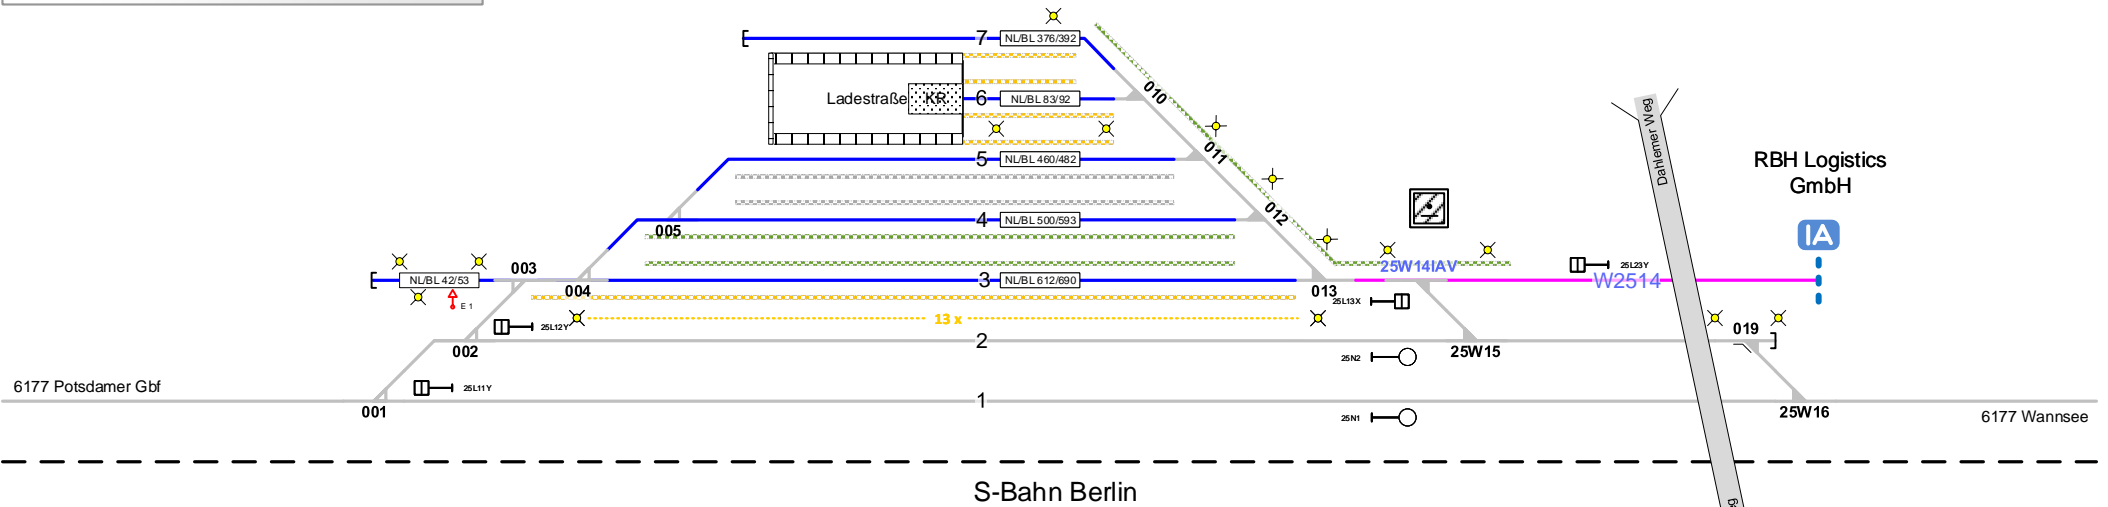 7 NL/BL 376/392
010
Ladestraße KR 6 NL/BL 83/92
Dahlemer Weg
011
5 NL/BL 460/482
RBH Logistics
GmbH
012
4 NL/BL 500/593
005
IA
003
25W14IAV
25L23Y
NL/BL 42/53
004
3 NL/BL 612/690
013
W2514
E 1
25L13X
25L12Y
13 x
019
002
2
25W15
25N2
6177 Potsdamer Gbf
25L11Y
001
1
25N1
25W16
6177 Wannsee
S-Bahn Berlin